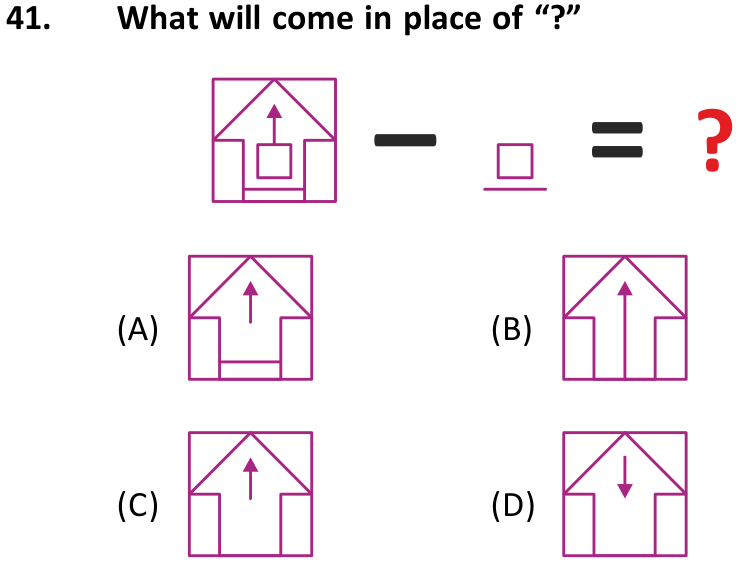 41. What will come in place of “?”
− = ?
(A) (B)
(C) (D)